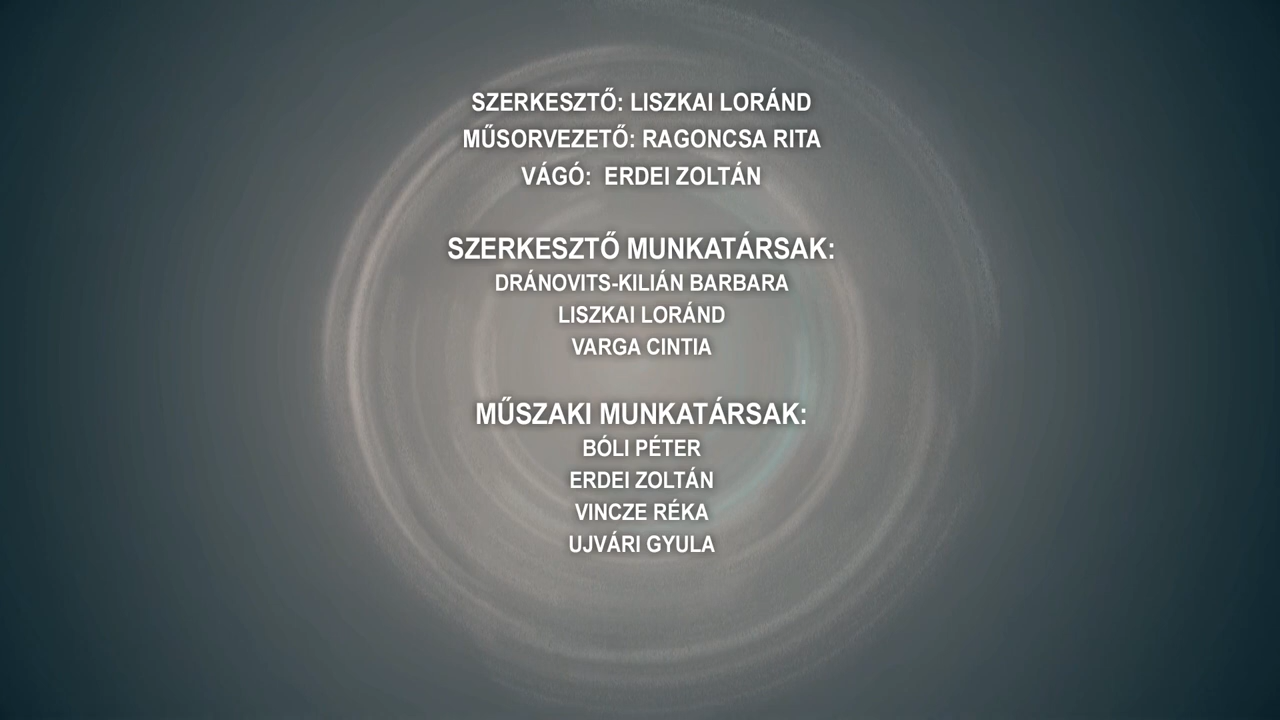 SZERKESZTŐ: LISZKAI LORÁND
MŰSORVEZETŐ: RAGONCSA RITA
VÁGÓ: ERDEI ZOLTÁN
SZERKESZTŐ MUNKATÁRSAK:
DRÁNOVITS-KILIÁN BARBARA
LISZKAI LORÁND
VARGA CINTIA
MŰSZAKI MUNKATÁRSAK:
BÓLI PÉTER
ERDEI ZOLTÁN
VINCZE RÉKA
UJVÁRI GYULA